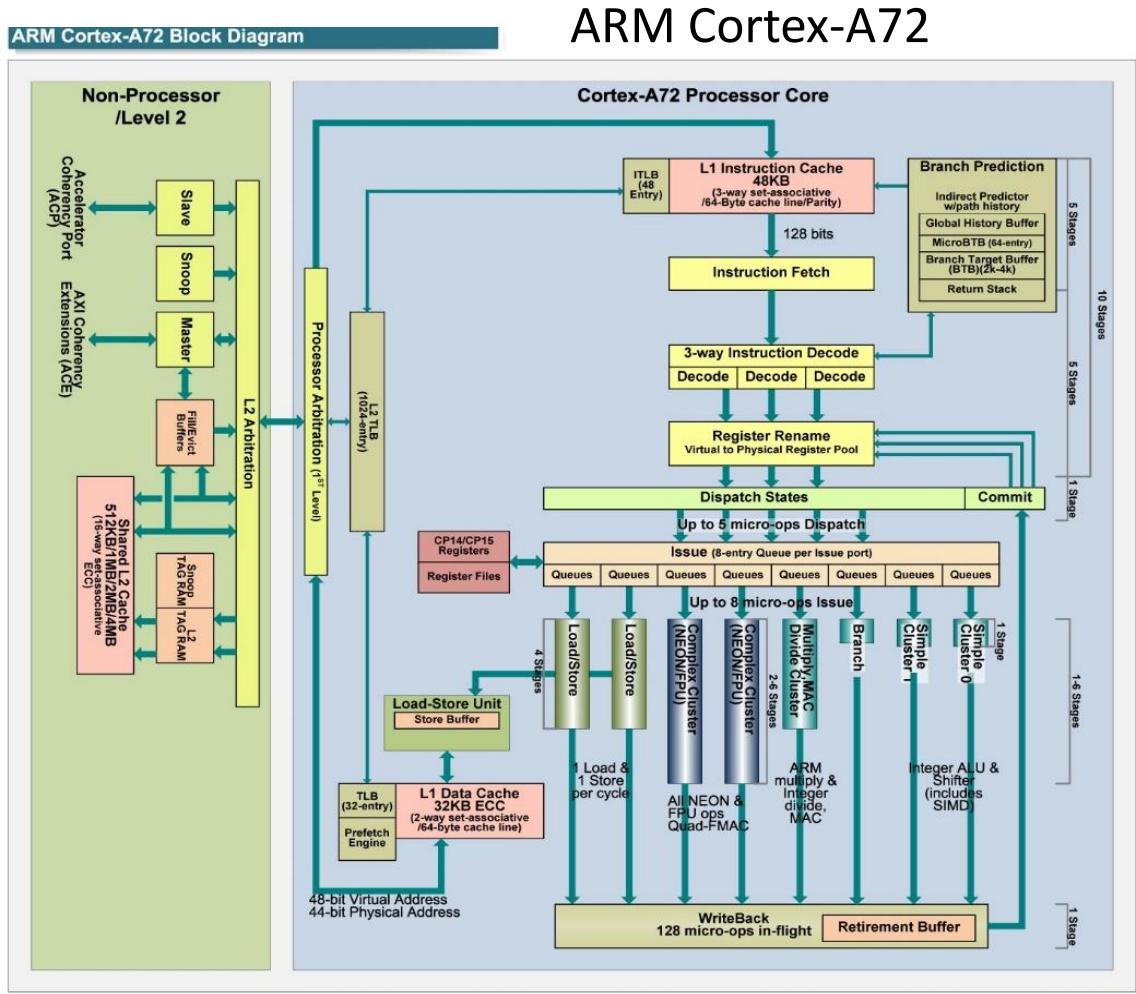 ARM Cortex-A72
ARM Cortex-A72 Block Diagram
Non-Processor
/Level 2
Accelerator
Coherency Port
(ACP)
AXI Coherency
Extensions (ACE)
Slave
Snoop
Master
Fill/Evict
Buffers
Shared L2 Cache
512KB/1MB/2MB/4MB
(16-way set-associative
ECC)
Snoop
TAG RAM
L2
TAG RAM
L2 Arbitration
Cortex-A72 Processor Core
Processor Arbitration (1ST Level)
L2 TLB
(1024-entry)
ITLB
(48
Entry)
L1 Instruction Cache
48KB
(3-way set-associative
/64-Byte cache line/Parity)
128 bits
Instruction Fetch
Branch Prediction
Indirect Predictor
w/path history
Global History Buffer
MicroBTB (64-entry)
Branch Target Buffer
(BTB)(2k-4k)
Return Stack
5 Stages
10 Stages
5 Stages
3-way Instruction Decode
Decode
Decode
Decode
Register Rename
Virtual to Physical Register Pool
Dispatch States
Commit
1 Stage
Up to 5 micro-ops Dispatch
CP14/CP15
Registers
Register Files
Issue (8-entry Queue per Issue port)
Queues
Queues
Queues
Queues
Queues
Queues
Queues
Queues
Up to 8 micro-ops Issue
4 Stages
Load/Store
Load/Store
Complex Cluster
(NEON/FPU)
Complex Cluster
(NEON/FPU)
2-6 Stages
Multiply,MAC
Divide Cluster
Branch
Simple
Cluster 1
Simple
Cluster 0
1 Stage
1-6 Stages
Load-Store Unit
Store Buffer
TLB
(32-entry)
Prefetch
Engine
L1 Data Cache
32KB ECC
(2-way set-associative
/64-byte cache line)
1 Load &
1 Store
per cycle
All NEON &
FPU ops
Quad-FMAC
ARM
multiply &
Integer
divide,
MAC
Integer ALU &
Shifter
(includes
SIMD)
48-bit Virtual Address
44-bit Physical Address
WriteBack
128 micro-ops in-flight
Retirement Buffer
1 Stage